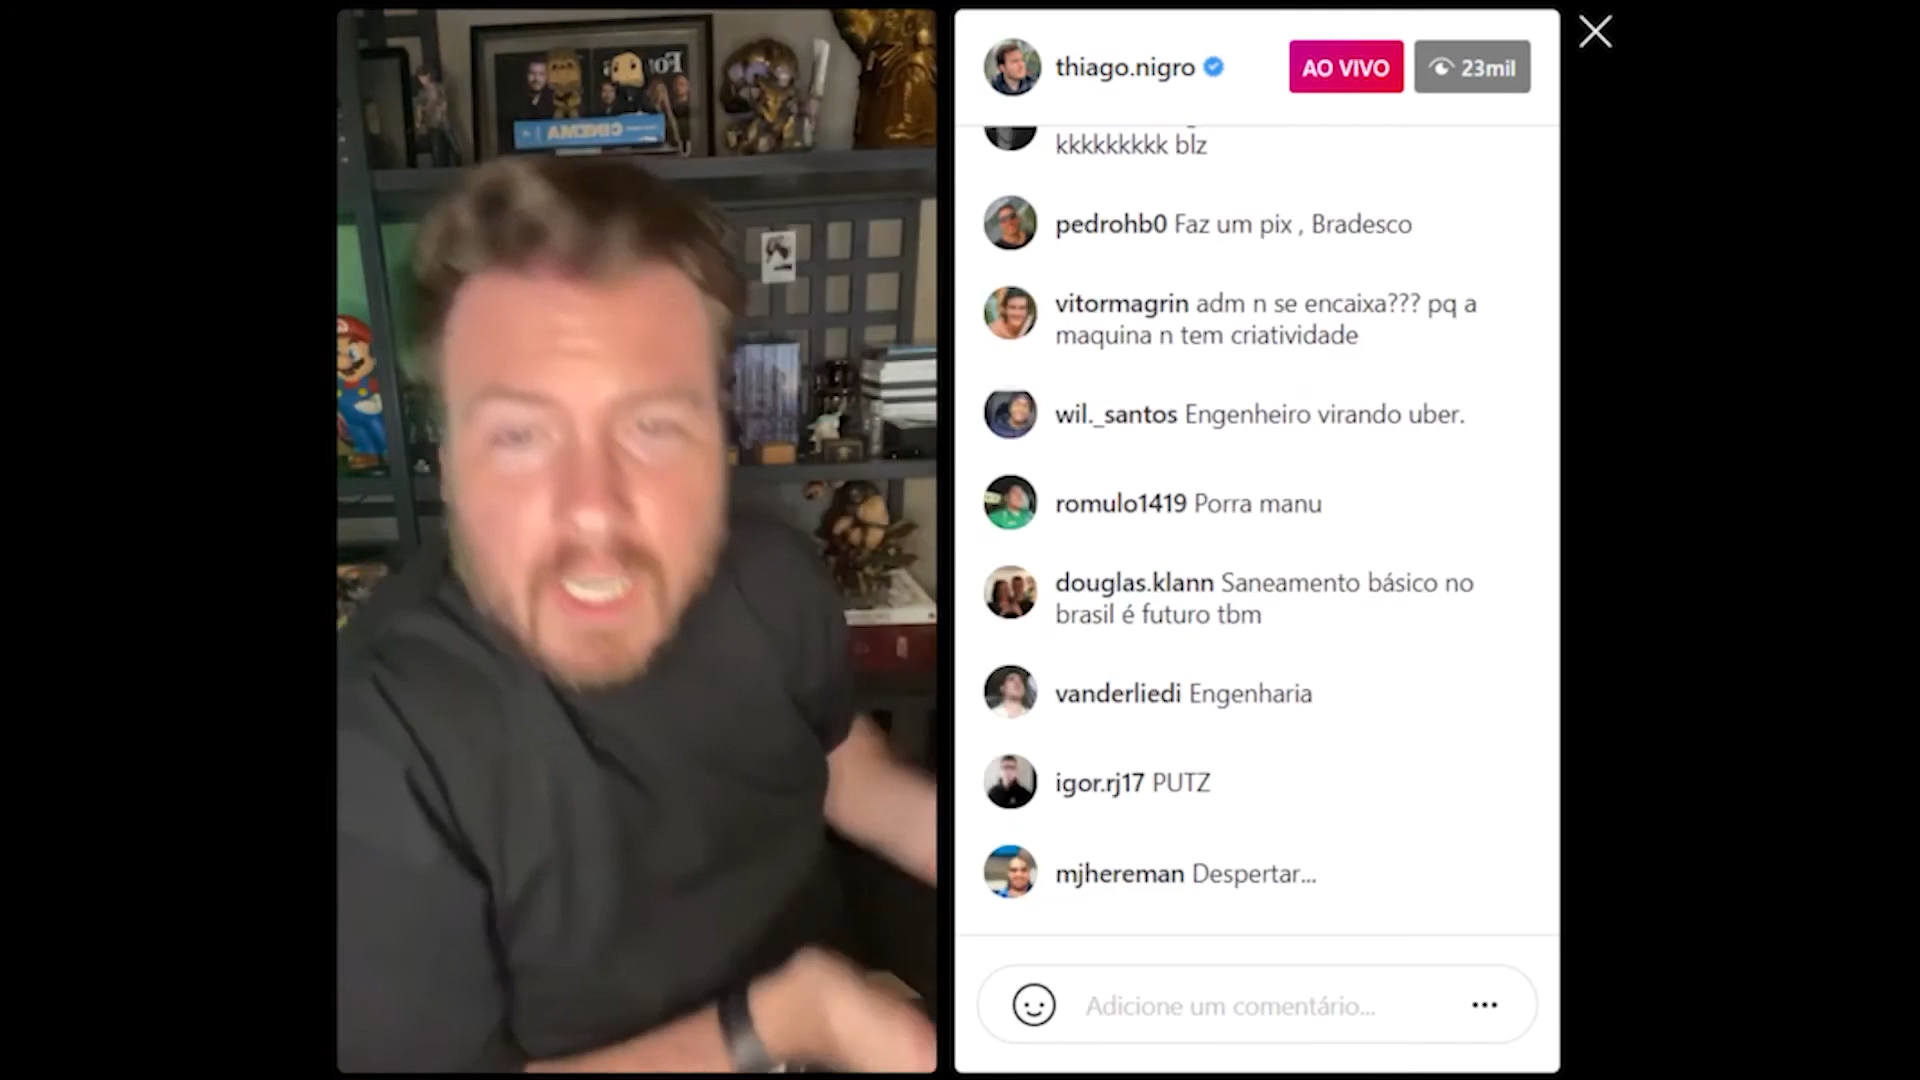 thiago.nigro
AO VIVO
23mil
kkkkkkkkk blz
pedrohb0 Faz um pix , Bradesco
vitormagrin adm n se encaixa??? pq a
maquina n tem criatividade
wil._santos Engenheiro virando uber.
romulo1419 Porra manu
douglas.klann Saneamento básico no
brasil é futuro tbm
vanderliedi Engenharia
igor.rj17 PUTZ
mjhereman Despertar...
Adicione um comentário...
CINEMA